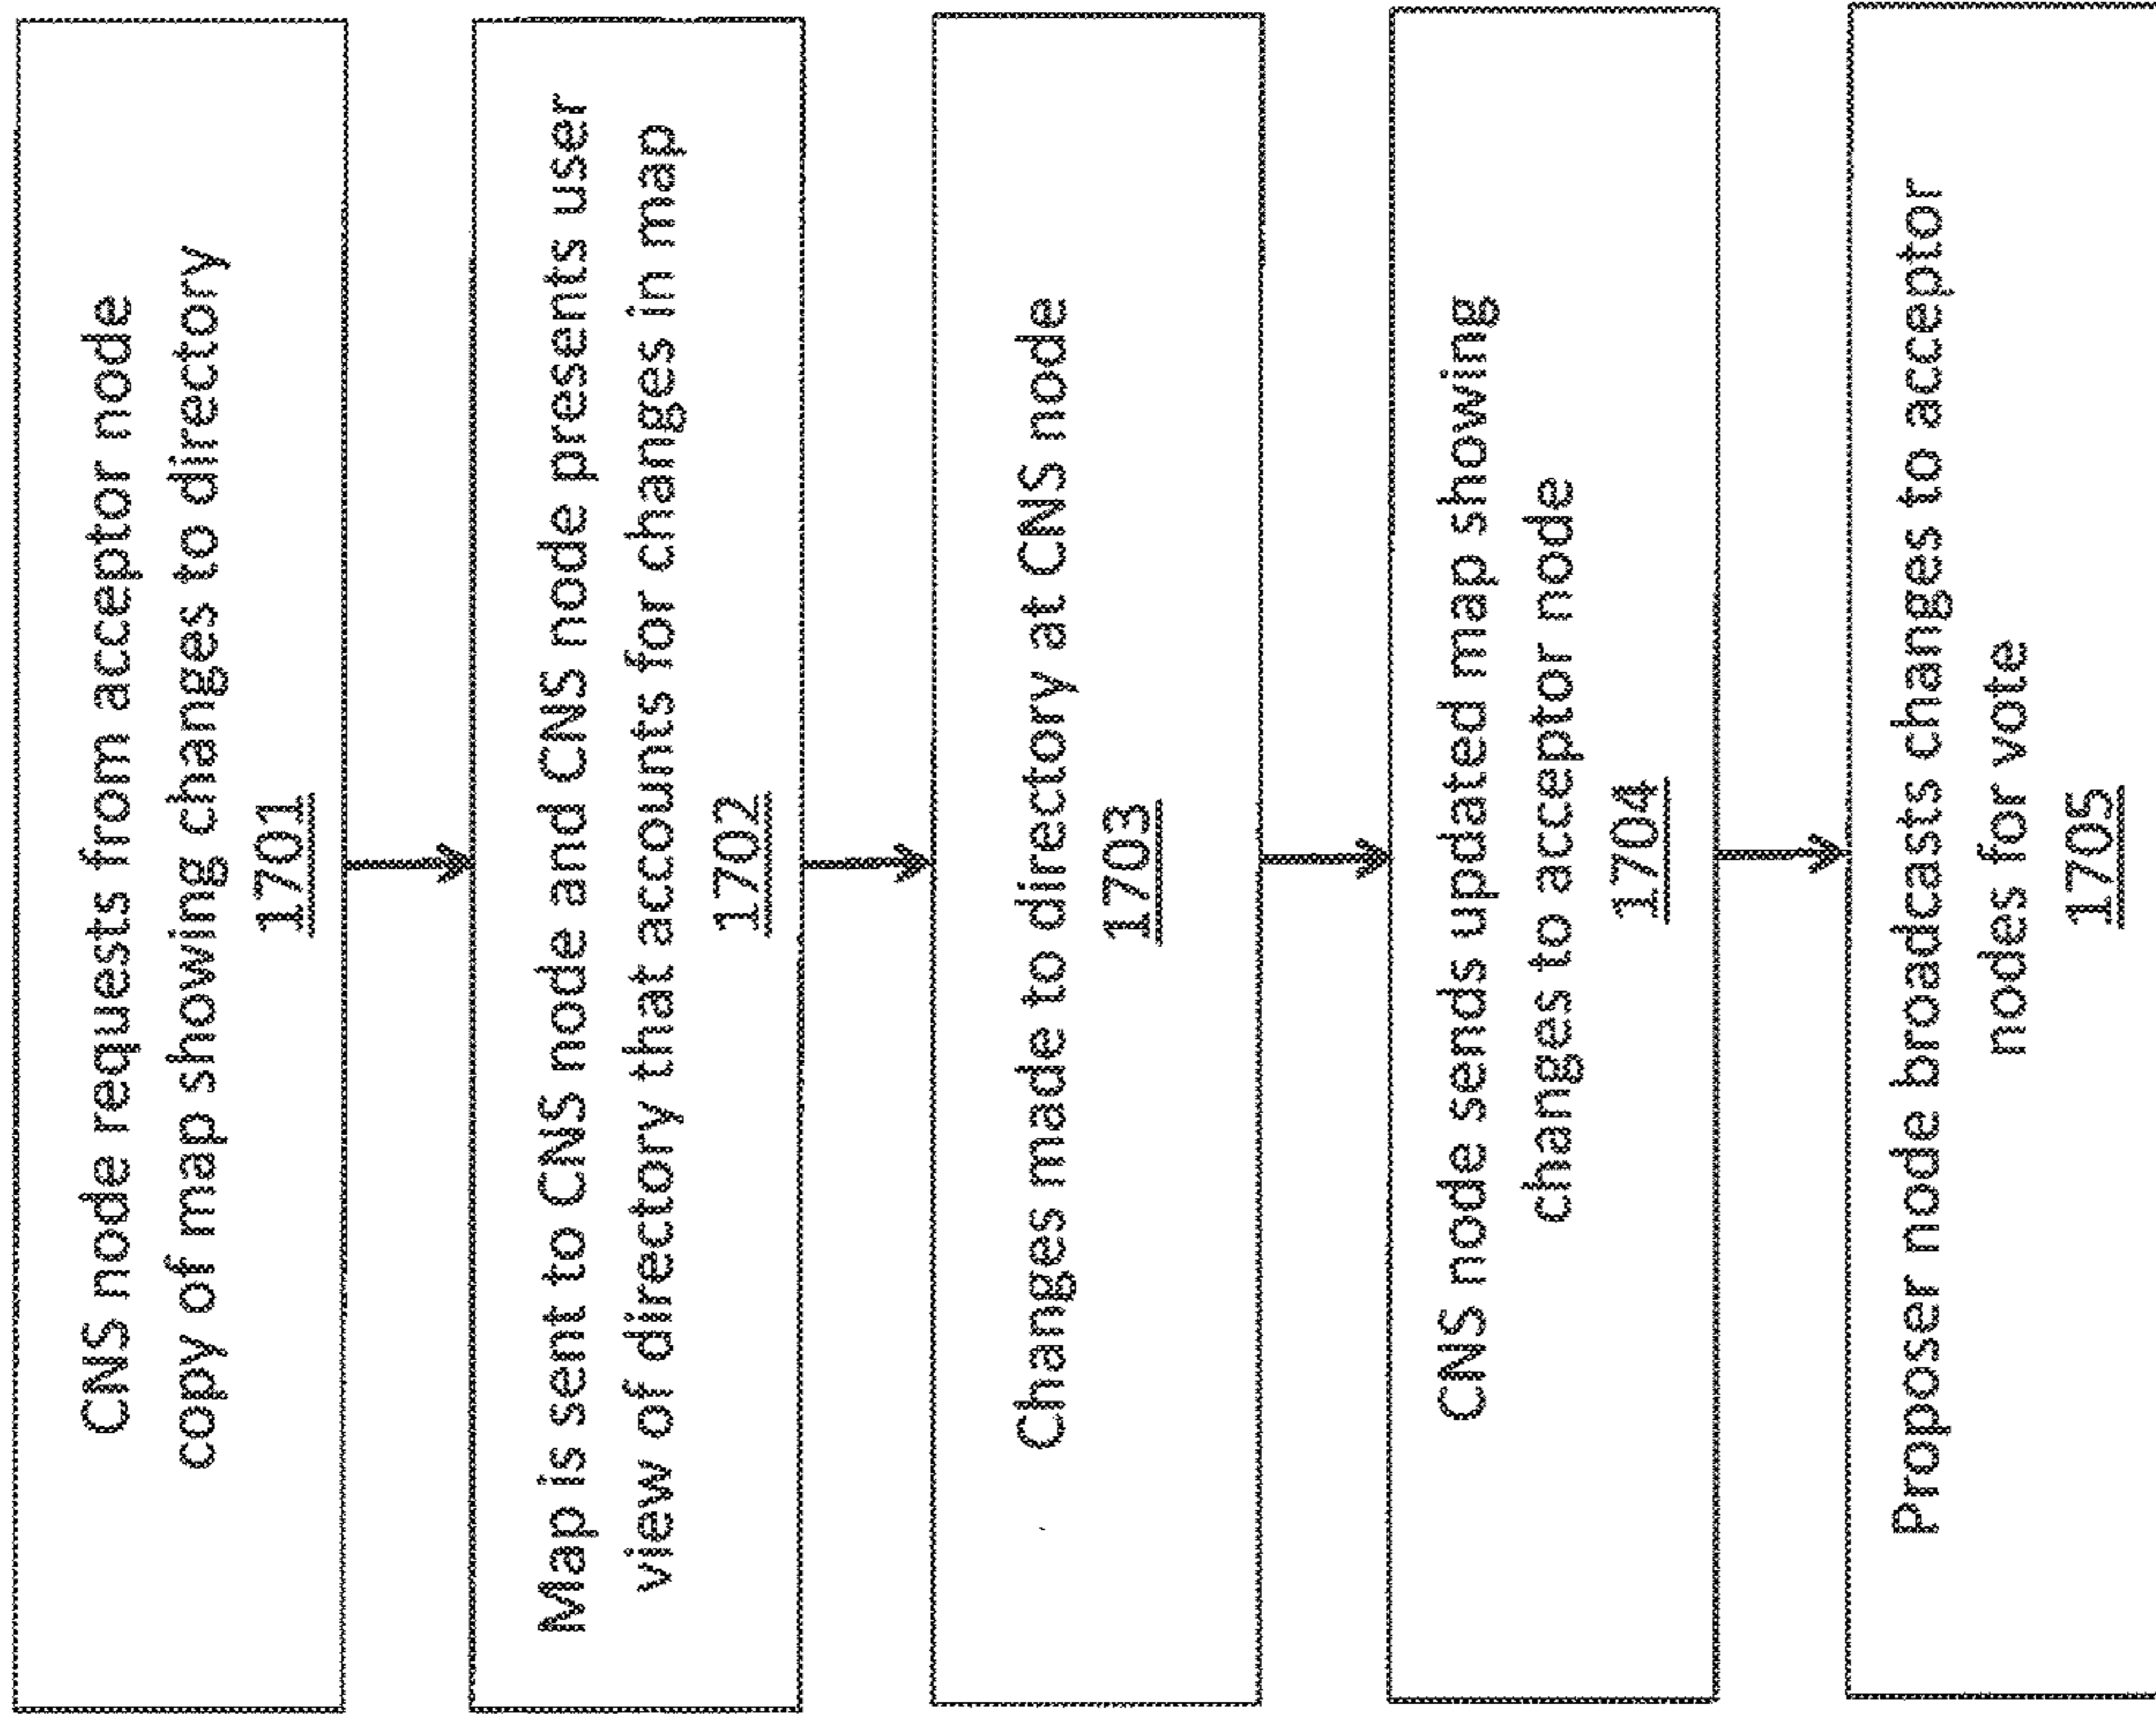 CNS node requests from acceptor node
copy of map showing changes to directory
1701
Map is sent to CNS node and CNS node presents user
view of directory that accounts for changes in map
1702
Changes made to directory at CNS node
1703
CNS node sends updated map showing
changes to acceptor node
1704
Proposer node broadcasts changes to acceptor
nodes for vote
1705